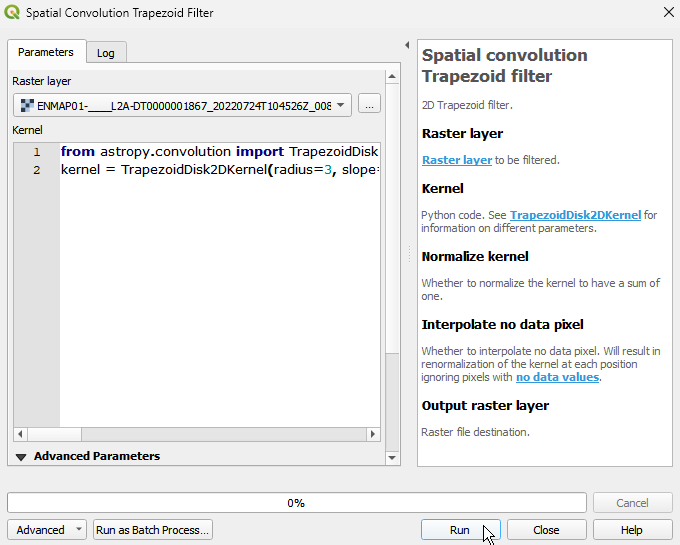 Spatial Convolution Trapezoid Filter
Parameters
Log
Raster layer
ENMAP01-____L2A-DT0000001867_20220724T104526Z_008
...
Kernel
1 from astropy.convolution import TrapezoidDisk
2 kernel = TrapezoidDisk2DKernel(radius=3, slope=
Advanced Parameters
Spatial convolution
Trapezoid filter
2D Trapezoid filter.
Raster layer
Raster layer to be filtered.
Kernel
Python code. See TrapezoidDisk2DKernel for
information on different parameters.
Normalize kernel
Whether to normalize the kernel to have a sum of
one.
Interpolate no data pixel
Whether to interpolate no data pixel. Will result in
renormalization of the kernel at each position
ignoring pixels with no data values.
Output raster layer
Raster file destination.
0%
Cancel
Advanced
Run as Batch Process...
Run
Close
Help